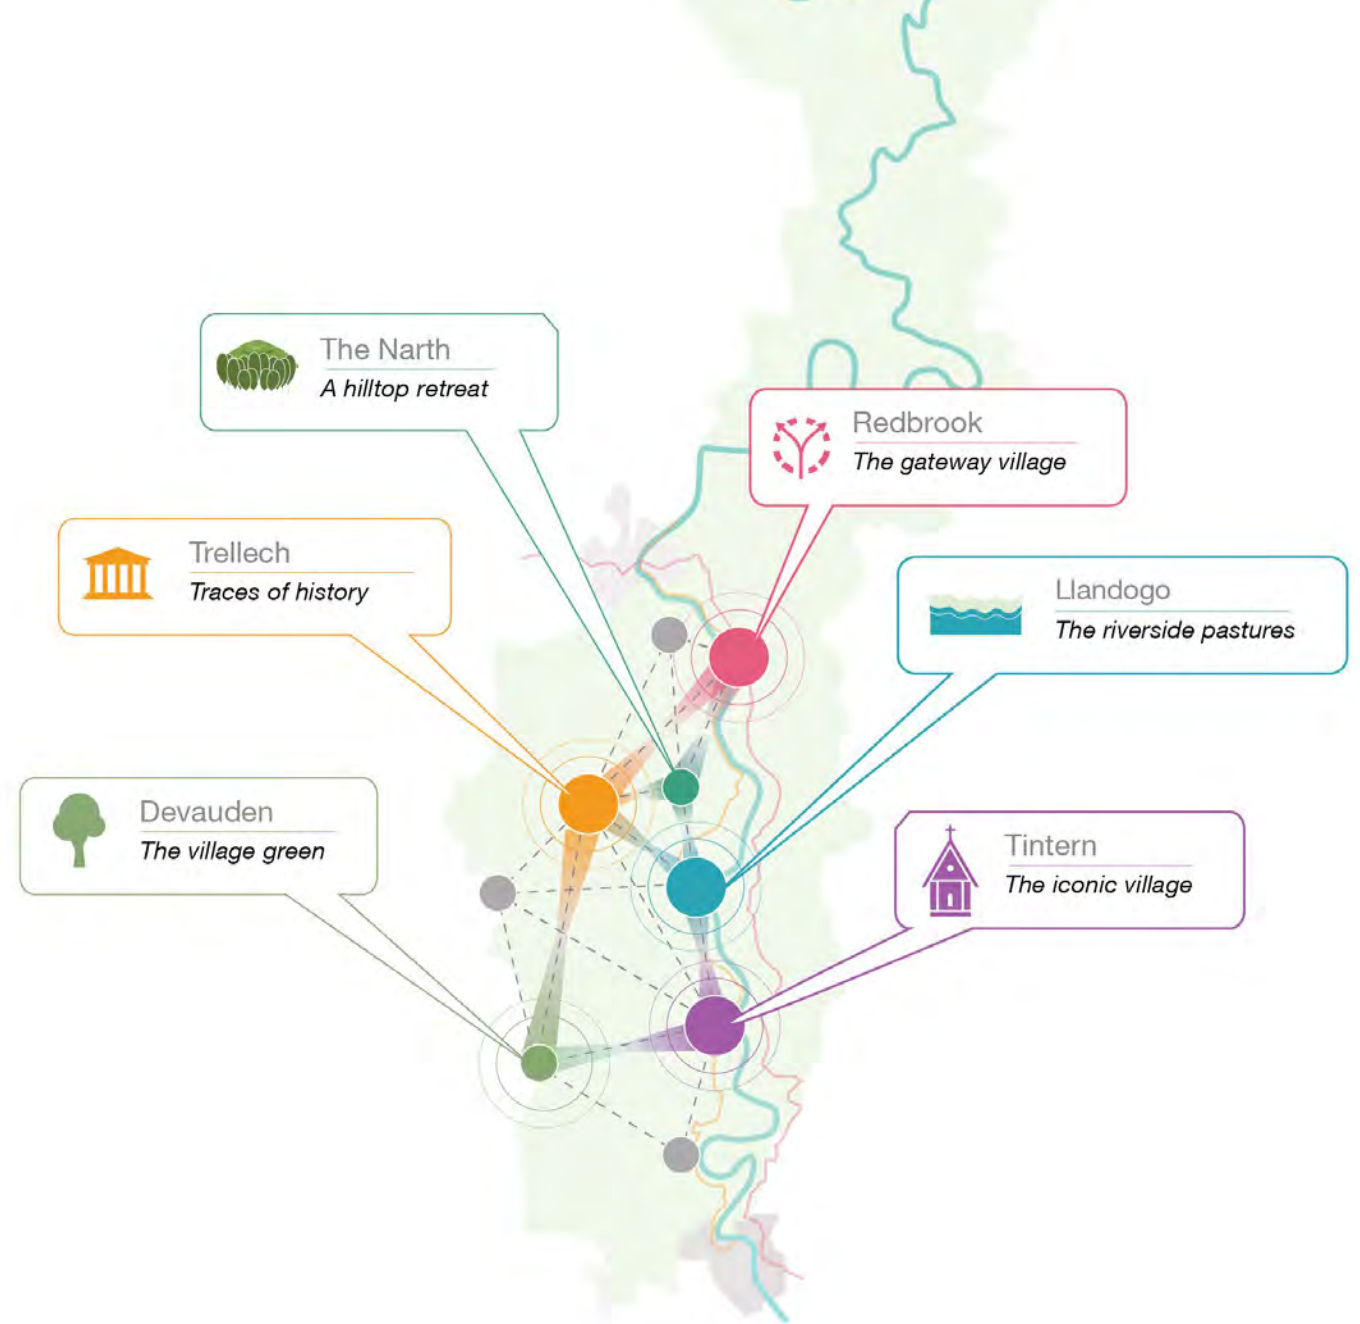 The Narth
A hilltop retreat
Redbrook
The gateway village
Trellech
Traces of history
Llandogo
The riverside pastures
Devauden
The village green
Tintern
The iconic village